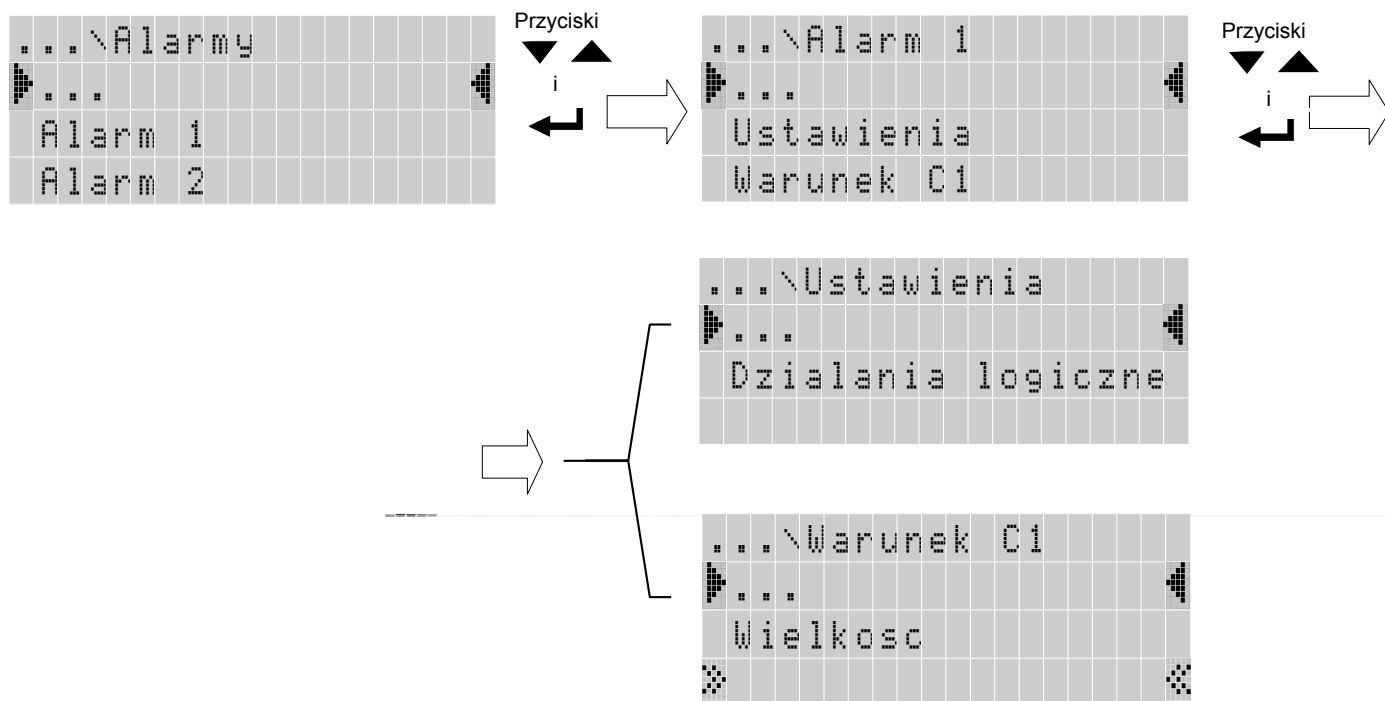 ...\Alarmy
...
Alarm 1
Alarm 2
Przyciski
i
...\Alarm 1
...
Ustawienia
Warunek C1
Przyciski
i
...\Ustawienia
...
Dzialania logiczne
...\Warunek C1
...
Wielkosc
» «